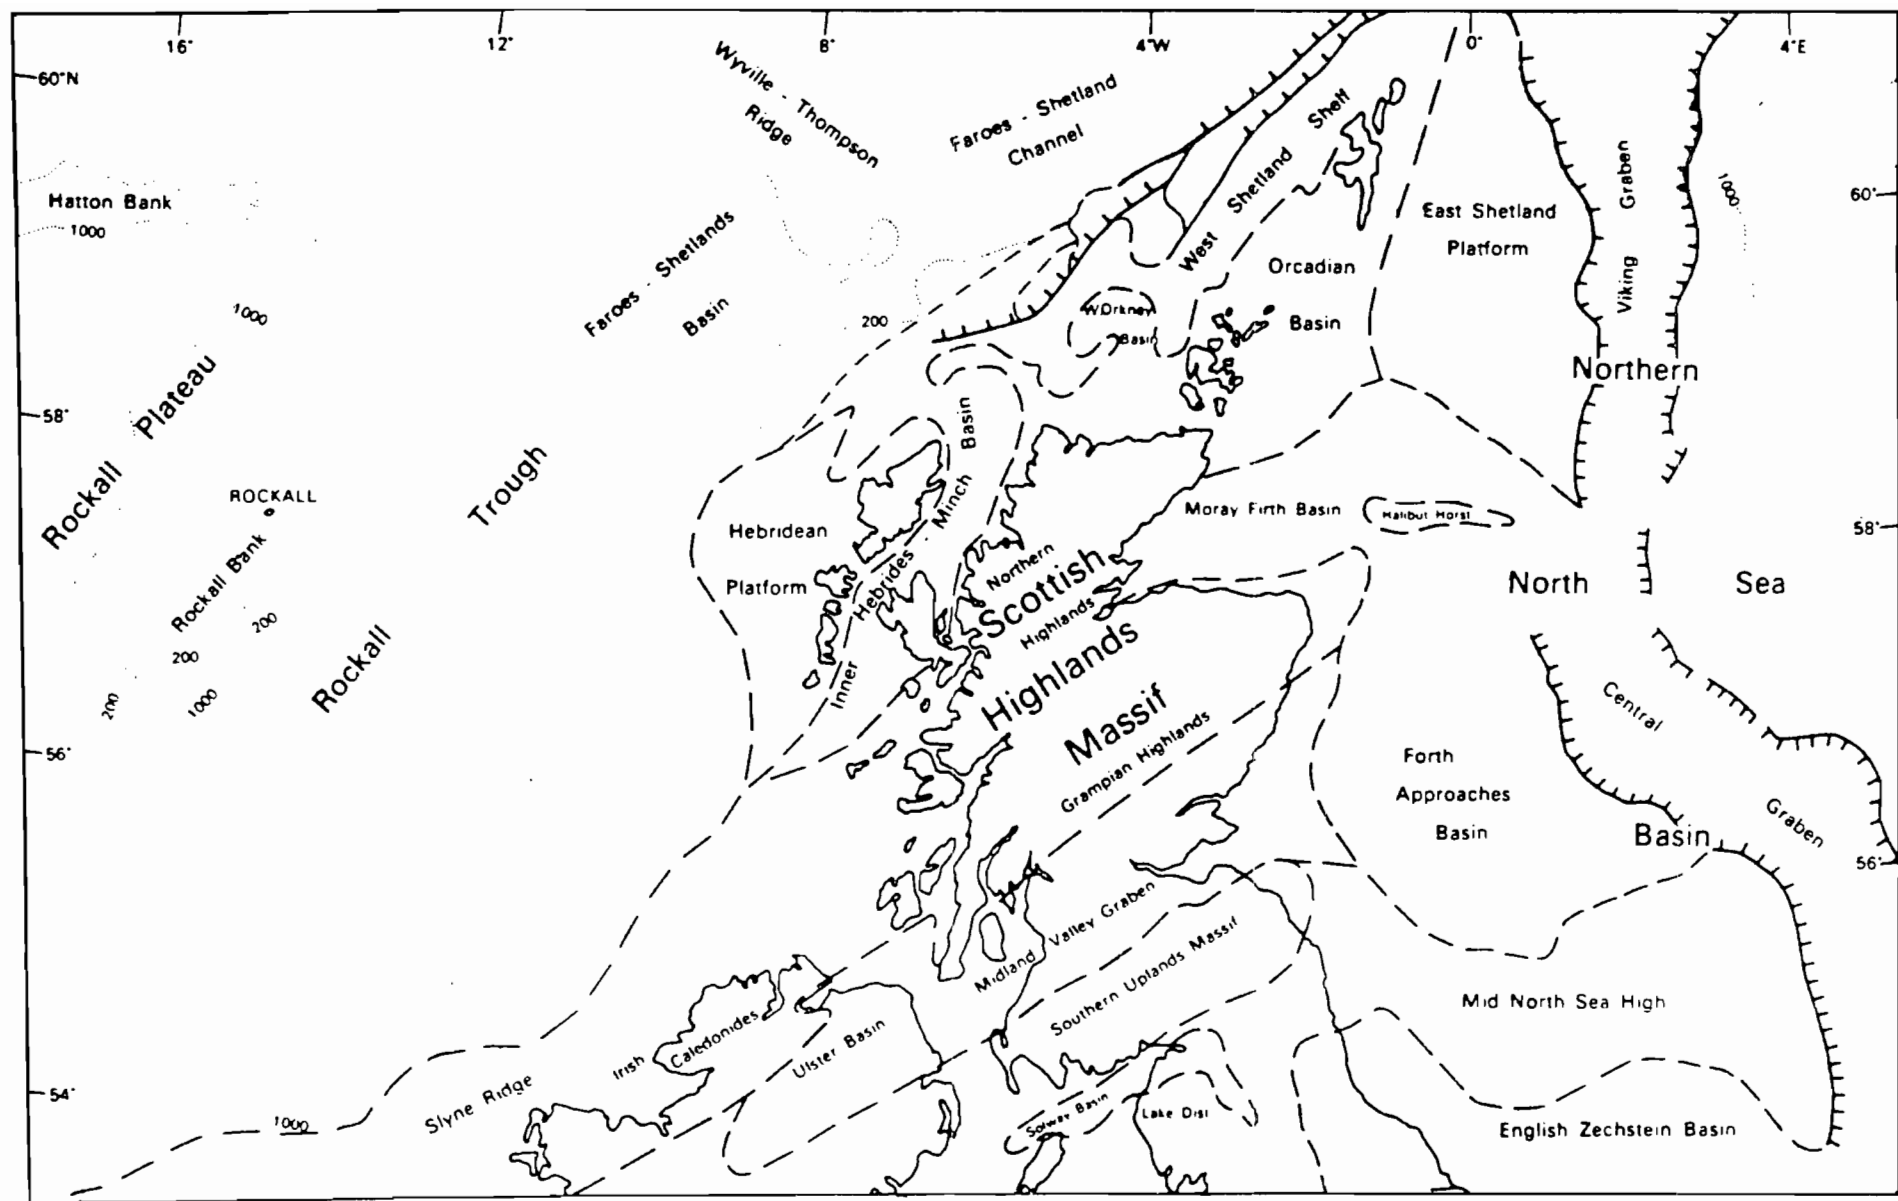 16°
12°
8°
4°W
0°
4°E
60°N
Wyville - Thompson
Ridge
Faroes - Shetland
Channel
West Shetland Shelf
Hatton Bank
1000
Faroes - Shetlands
Basin
200
1000
East Shetland
Platform
Viking Graben
1000
60°
Orcadian
Basin
W.Orkney
Basin
Northern
58°
Rockall Plateau
ROCKALL
Rockall Bank
200
200
200
1000
Rockall Trough
Hebridean
Platform
Inner Hebrides - Minch Basin
Moray Firth Basin
Halibut Horst
58°
North Sea
Northern
Highlands
Scottish
Highlands
Massif
Grampian Highlands
Central
Graben
Forth
Approaches
Basin
Basin
56°
56°
Midland Valley Graben
Southern Uplands Massif
Mid North Sea High
Irish Caledonides
Ulster Basin
Slyne Ridge
54°
1000
Solway Basin
Lake Dist
English Zechstein Basin